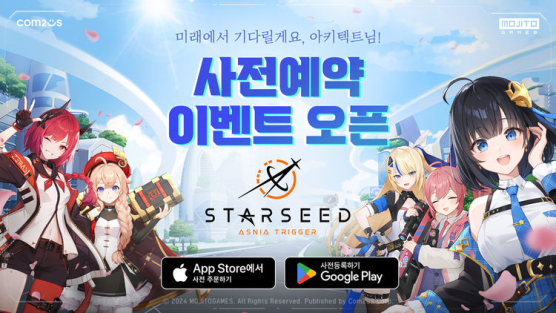 com2us
MOJITO
GAMES
미래에서 기다릴게요, 아키텍트님!
사전예약
이벤트 오픈
STARSEED
ASNIA TRIGGER
App Store에서
사전 주문하기
사전등록하기
Google Play
© 2024 MOJITOGAMES. All Rights Reserved. Published by Com2uS